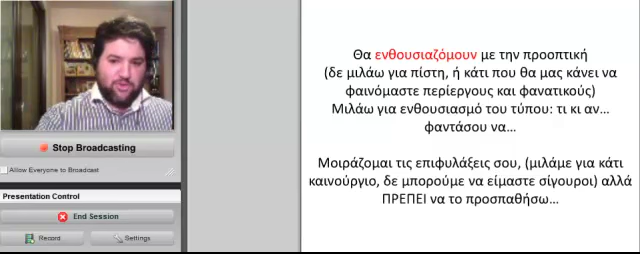 Stop Broadcasting
Allow Everyone to Broadcast
Presentation Control
End Session
Record
Settings
Θα ενθουσιαζόμουν με την προοπτική
(δε μιλάω για πίστη, ή κάτι που θα μας κάνει να
φαινόμαστε περίεργους και φανατικούς)
Μιλάω για ενθουσιασμό του τύπου: τι κι αν...
φαντάσου να...
Μοιράζομαι τις επιφυλάξεις σου, (μιλάμε για κάτι
καινούργιο, δε μπορούμε να είμαστε σίγουροι) αλλά
ΠΡΕΠΕΙ να το προσπαθήσω...